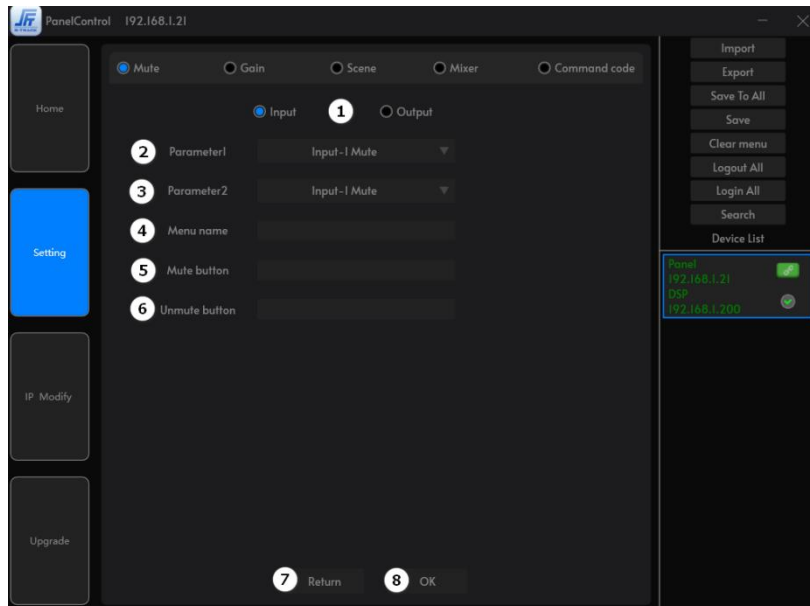 PanelControl 192.168.1.21
Home
Setting
IP Modify
Upgrade
Mute Gain Scene Mixer Command code
Input 1 Output
2 Parameter1 Input-1 Mute
3 Parameter2 Input-1 Mute
4 Menu name
5 Mute button
6 Unmute button
7 Return 8 OK
Import
Export
Save To All
Save
Clear menu
Logout All
Login All
Search
Device List
Panel
192.168.1.21
DSP
192.168.1.200